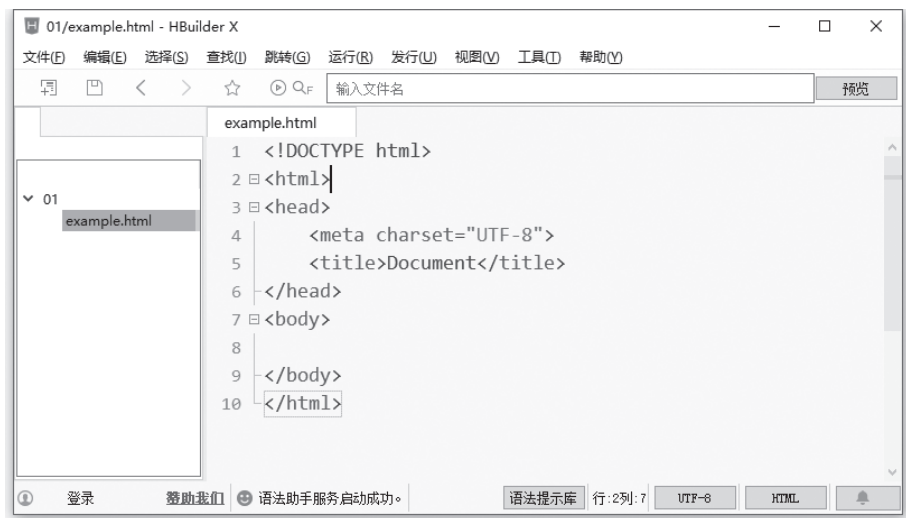 01/example.html - HBuilder X
文件(F) 编辑(E) 选择(S) 查找(I) 跳转(G) 运行(R) 发行(U) 视图(V) 工具(T) 帮助(Y)
输入文件名 预览
example.html
01
example.html
1 <!DOCTYPE html>
2 <html>
3 <head>
4     <meta charset="UTF-8">
5     <title>Document</title>
6 </head>
7 <body>
8
9 </body>
10 </html>
登录 赞助我们 语法助手服务启动成功。 语法提示库 行:2列:7 UTF-8 HTML